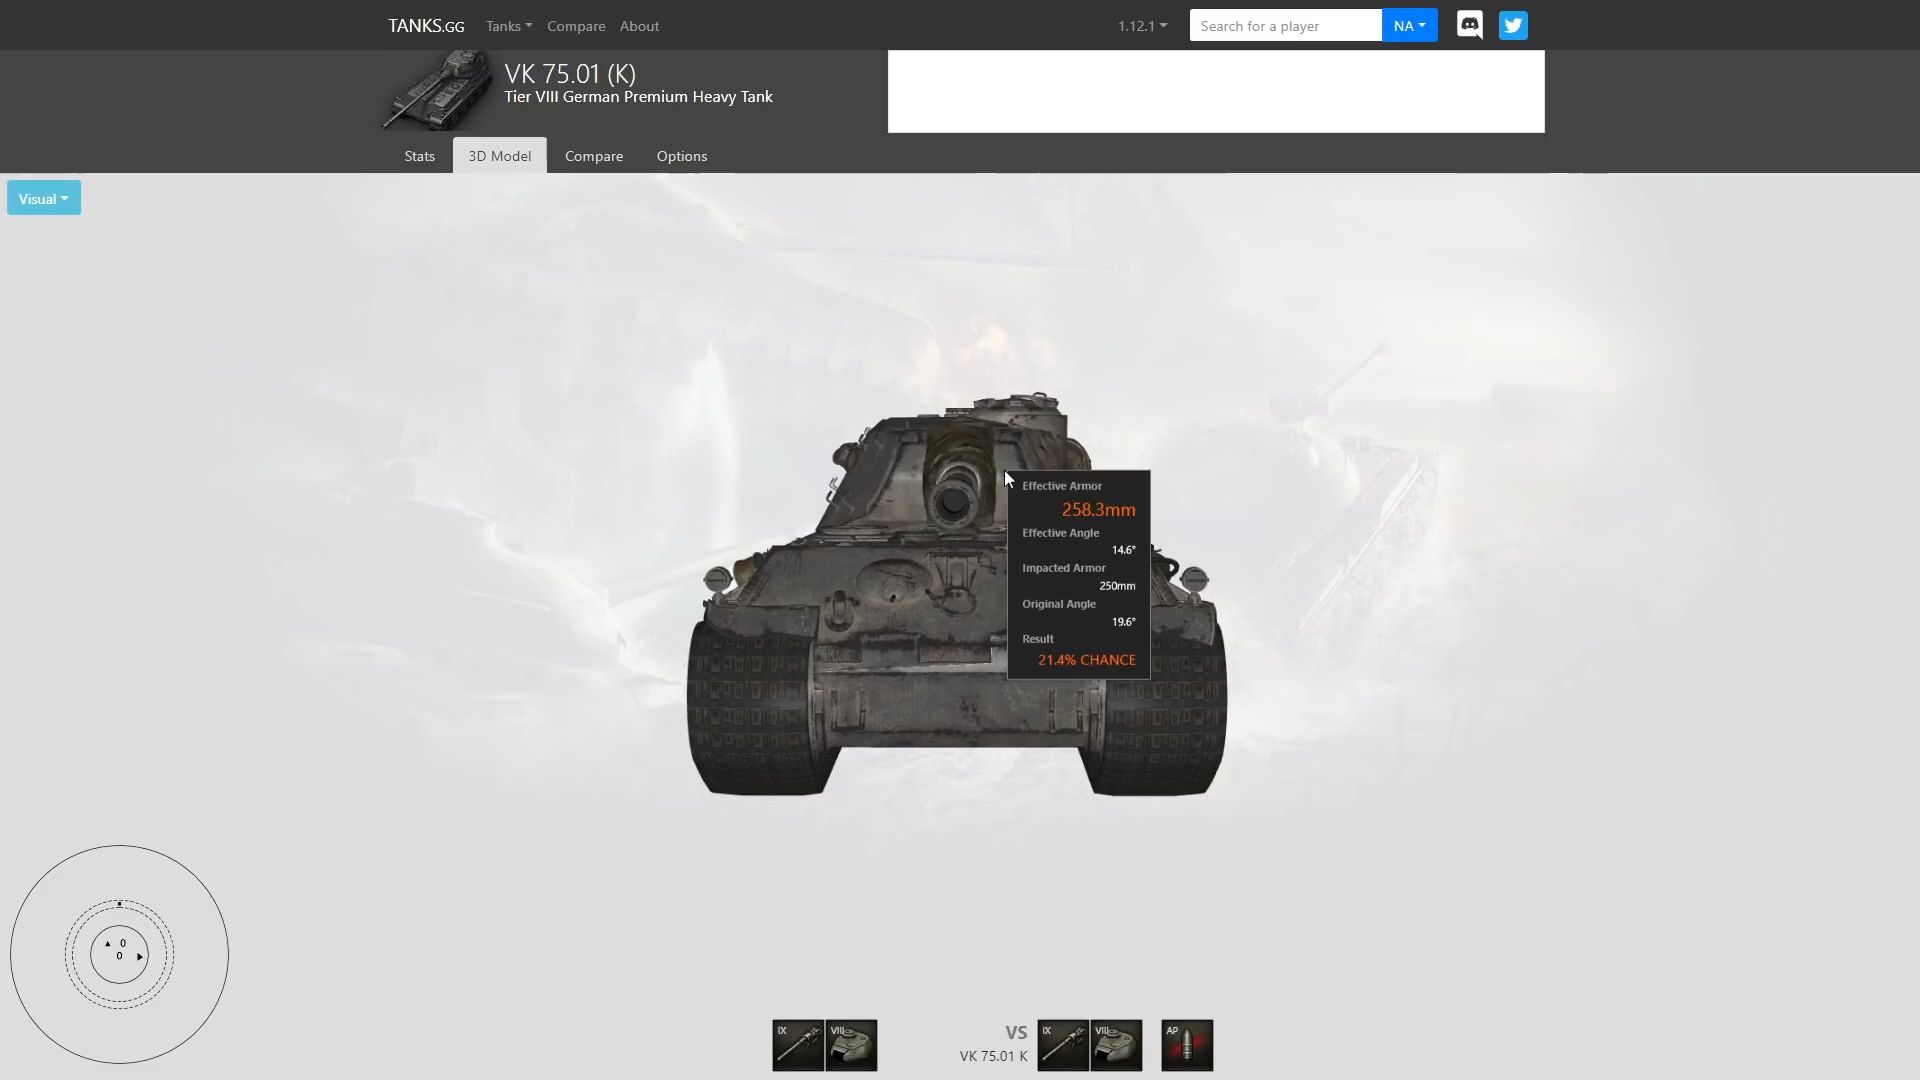 TANKS.GG Tanks Compare About 1.12.1 Search for a player NA
VK 75.01 (K)
Tier VIII German Premium Heavy Tank
Stats 3D Model Compare Options
Visual
Effective Armor
258.3mm
Effective Angle
14.6°
Impacted Armor
250mm
Original Angle
19.6°
Result
21.4% CHANCE
0
0
IX VIII VS IX VIII AP
VK 75.01 K